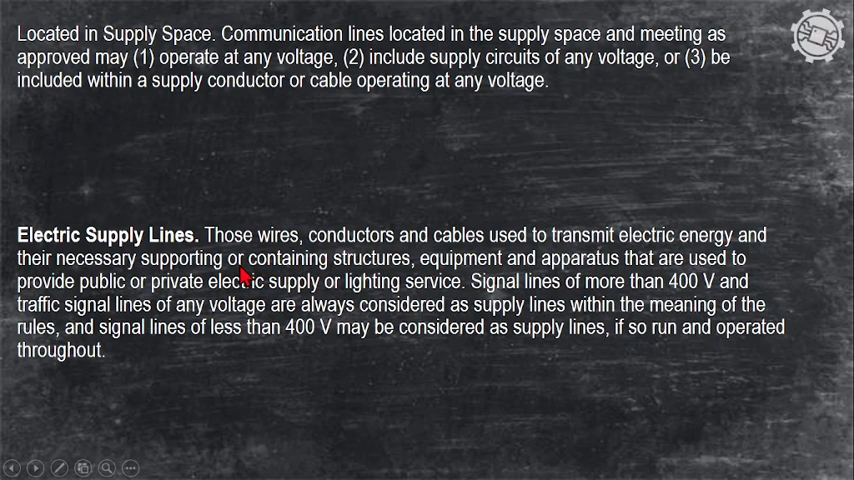 Located in Supply Space. Communication lines located in the supply space and meeting as
approved may (1) operate at any voltage, (2) include supply circuits of any voltage, or (3) be
included within a supply conductor or cable operating at any voltage.
Electric Supply Lines. Those wires, conductors and cables used to transmit electric energy and
their necessary supporting or containing structures, equipment and apparatus that are used to
provide public or private electric supply or lighting service. Signal lines of more than 400 V and
traffic signal lines of any voltage are always considered as supply lines within the meaning of the
rules, and signal lines of less than 400 V may be considered as supply lines, if so run and operated
throughout.